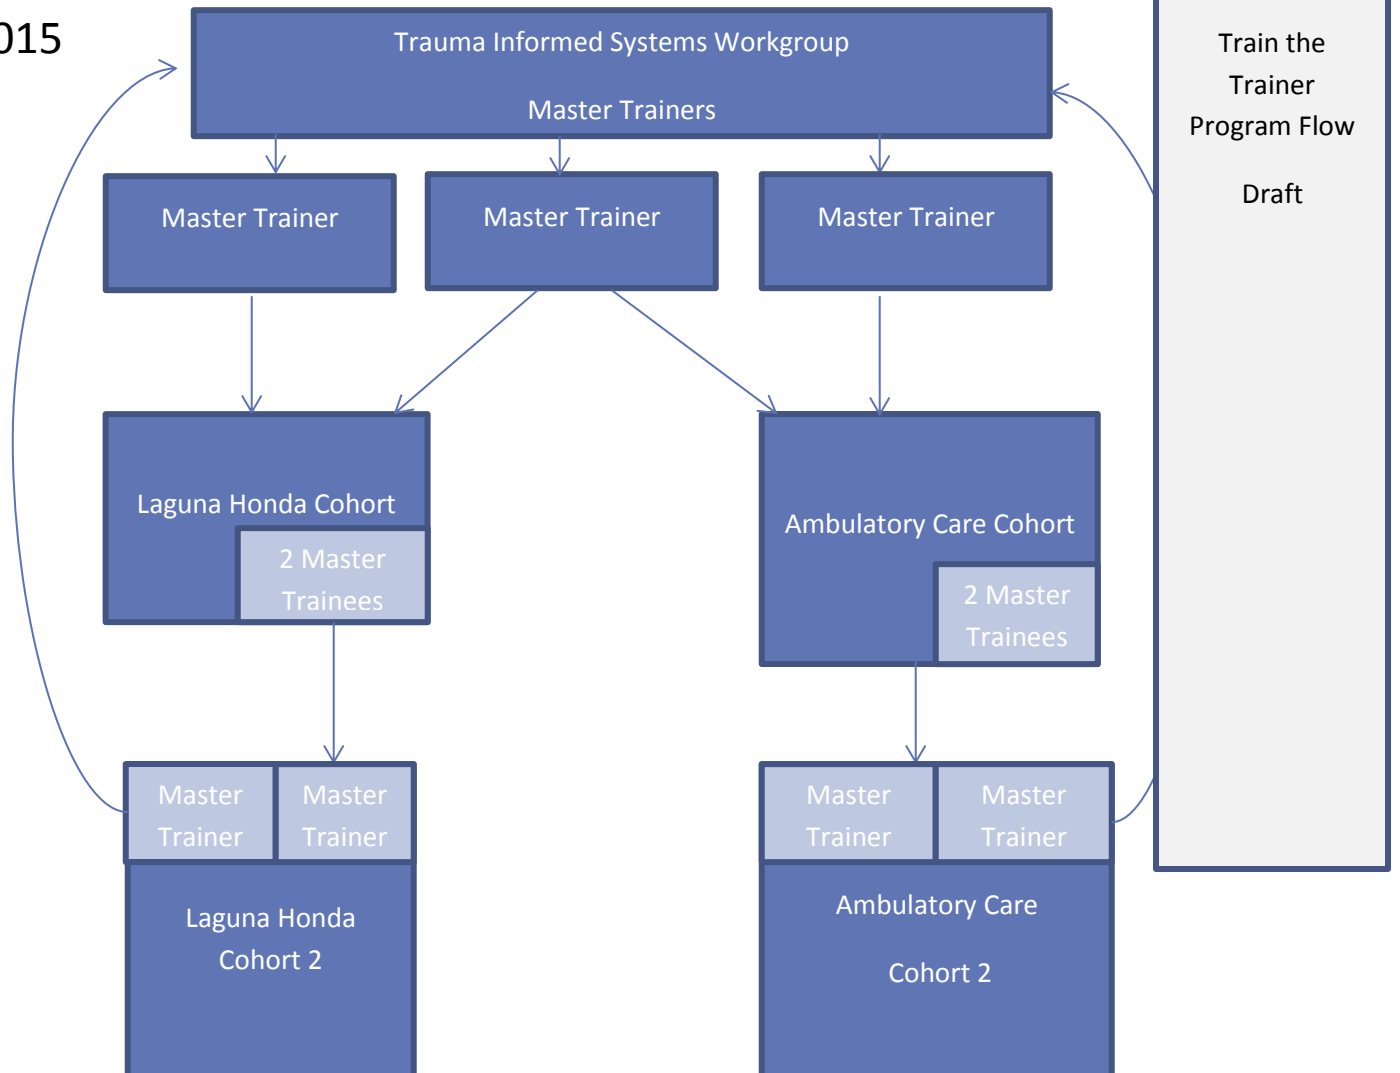 015
Trauma Informed Systems Workgroup
Master Trainers
Train the
Trainer
Program Flow
Draft
Master Trainer
Master Trainer
Master Trainer
Laguna Honda Cohort
2 Master
Trainees
Ambulatory Care Cohort
2 Master
Trainees
Master
Trainer
Master
Trainer
Master
Trainer
Master
Trainer
Laguna Honda
Cohort 2
Ambulatory Care
Cohort 2